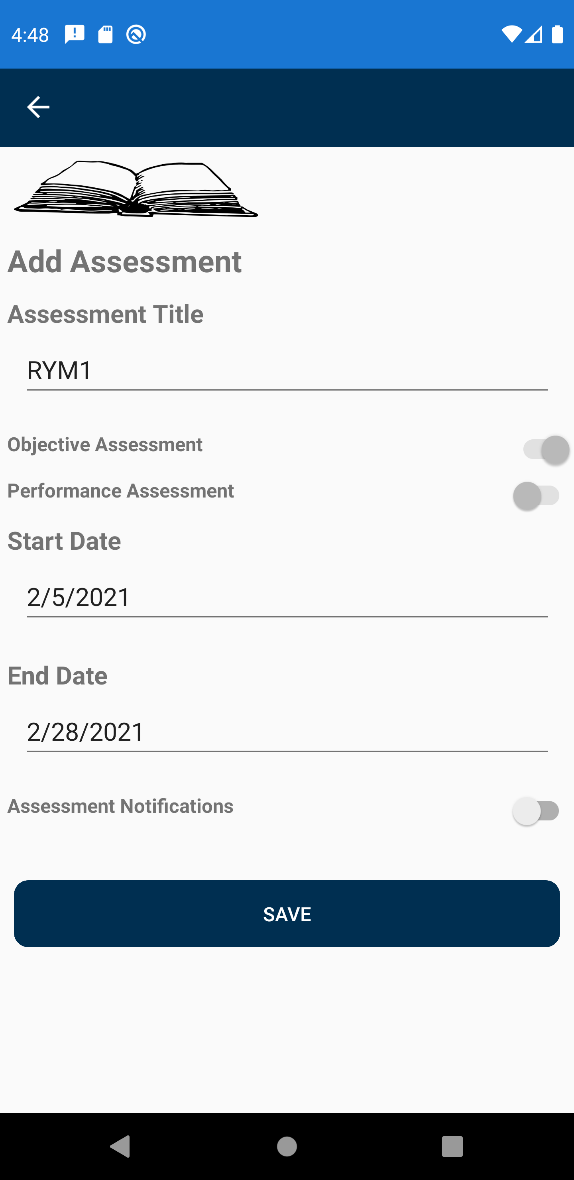 4:48
Add Assessment
Assessment Title
RYM1
Objective Assessment
Performance Assessment
Start Date
2/5/2021
End Date
2/28/2021
Assessment Notifications
SAVE